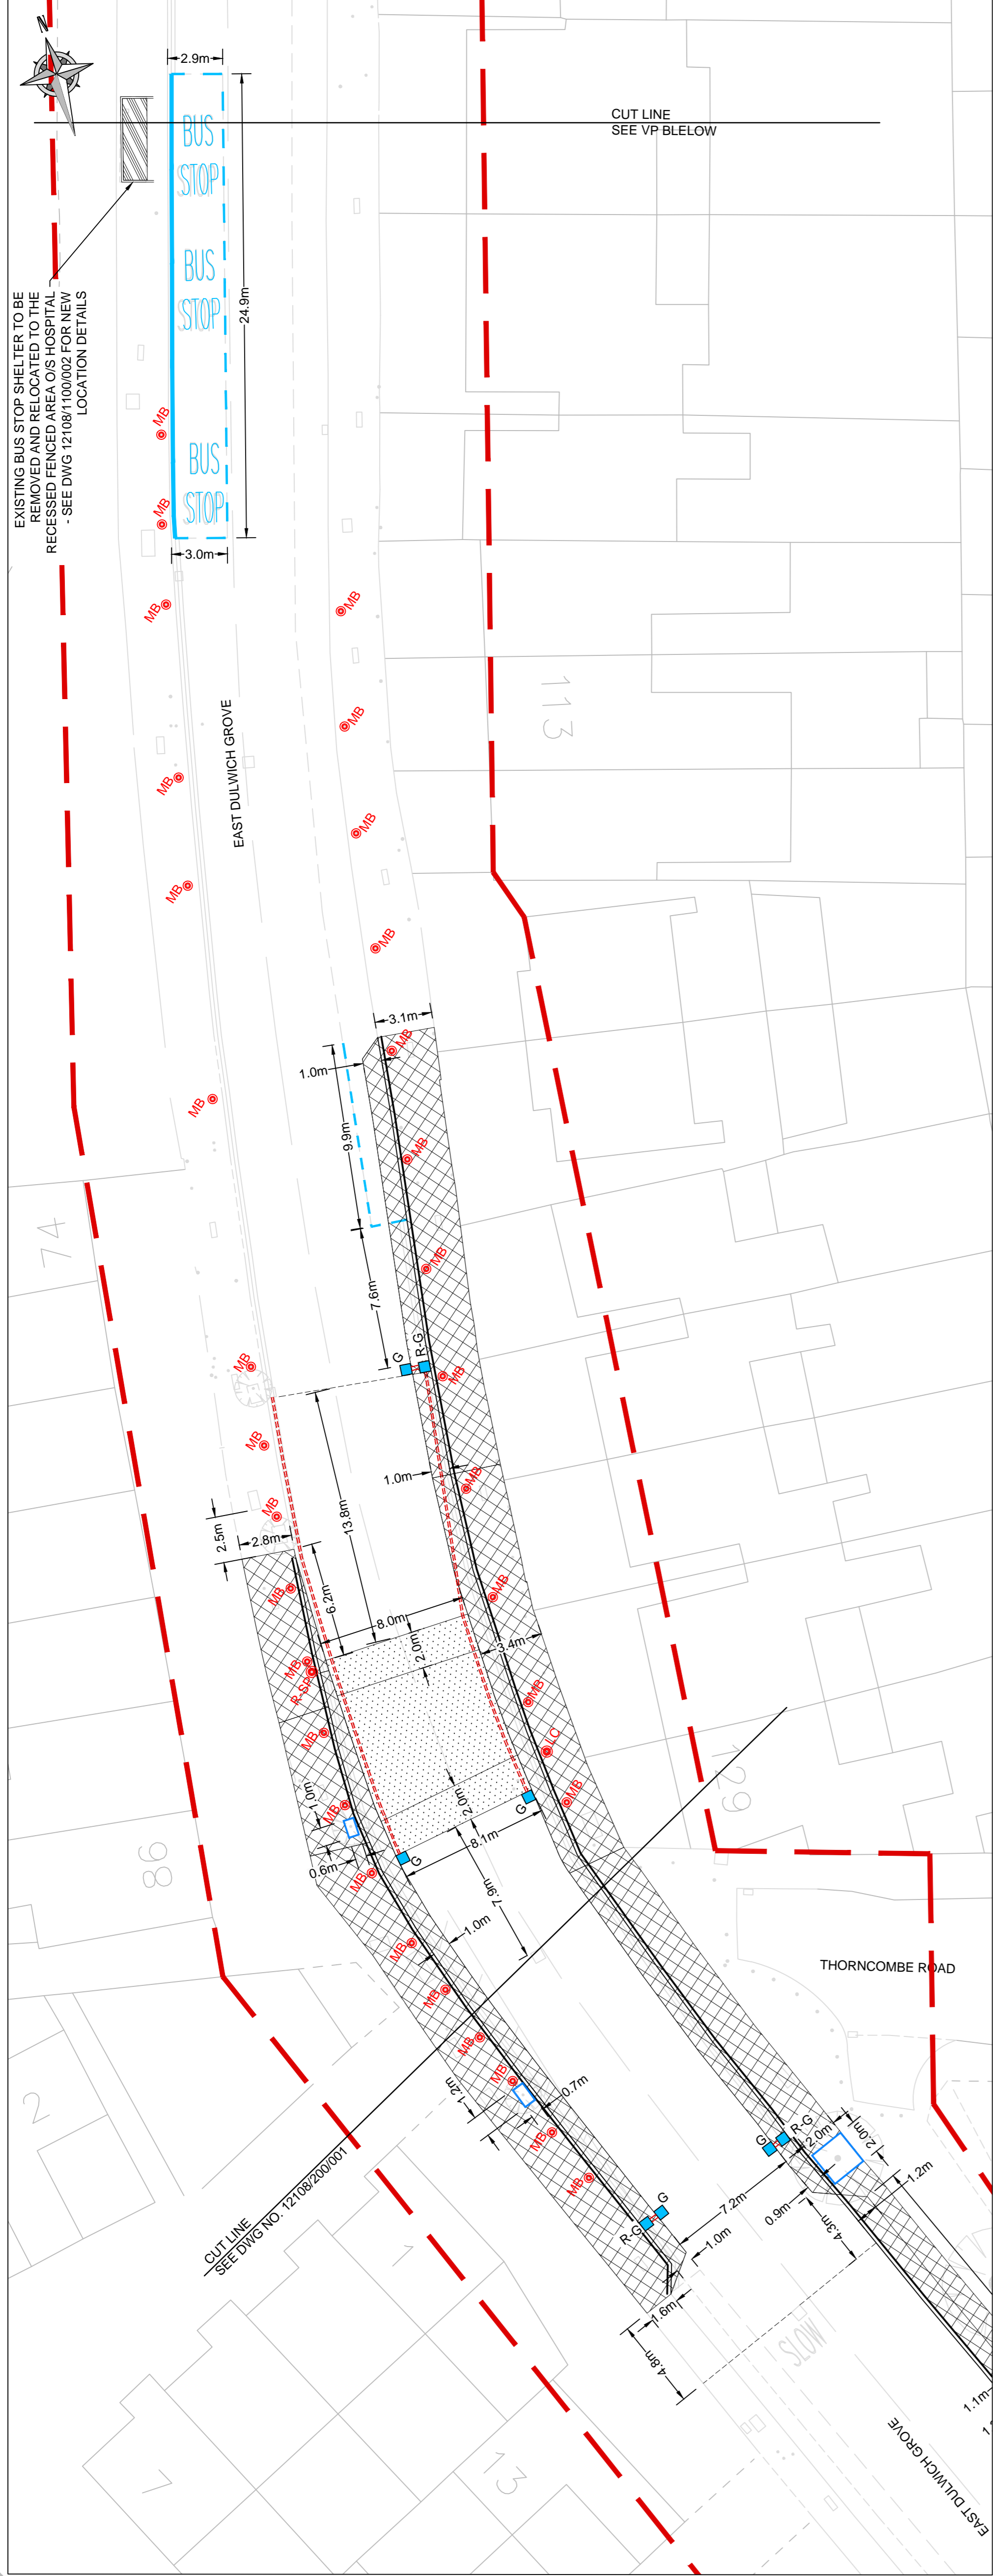 N
2.9m
CUT LINE
SEE VP BLELOW
BUS
STOP
BUS
STOP
24.9m
EXISTING BUS STOP SHELTER TO BE
REMOVED AND RELOCATED TO THE
RECESSED FENCED AREA O/S HOSPITAL
- SEE DWG 12108/1100/002 FOR NEW
LOCATION DETAILS
MB
BUS
STOP
MB
3.0m
MB
MB
113
MB
EAST DULWICH GROVE
MB
MB
MB
MB
3.1m
MB
1.0m
MB
9.9m
MB
74
MB
7.6m
G
R-G
MB
MB
MB
1.0m
MB
13.8m
MB
2.5m
2.8m
MB
6.2m
MB
8.0m
2.0m
3.4m
MB
R-SP
MB
MB
LC
MB
79
1.0m
MB
2.0m
G
8.1m
89
0.6m
G
MB
7.9m
1.0m
MB
THORNCOMBE ROAD
MB
MB
MB
1.2m
0.7m
2
MB
G
R-G
2.0m
2.0m
MB
1.2m
CUT LINE
SEE DWG NO. 12108/200/001
7.2m
0.9m
4.3m
G
R-G
1.0m
1
1.6m
4.8m
SLOW
1.1m
7
13
EAST DULWICH GROVE